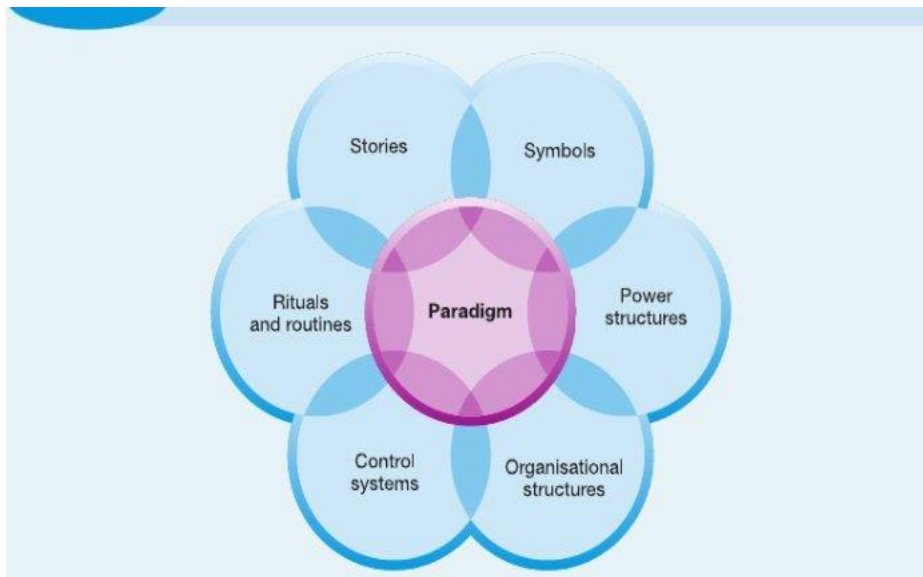 Stories
Symbols
Rituals
and routines
Paradigm
Power
structures
Control
systems
Organisational
structures